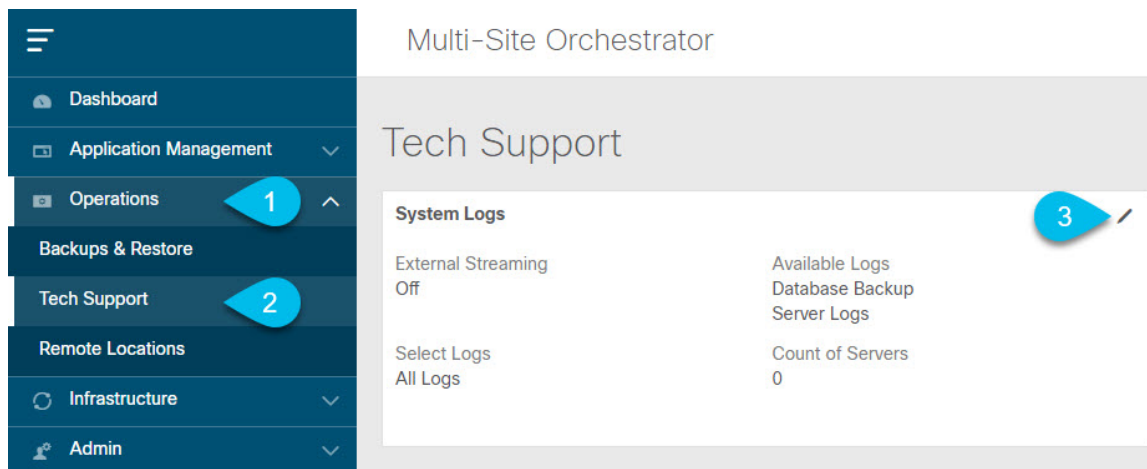 Multi-Site Orchestrator
Dashboard
Application Management
Operations
1
Backups & Restore
Tech Support
2
Remote Locations
Infrastructure
Admin
Tech Support
System Logs
3
External Streaming
Off
Available Logs
Database Backup
Server Logs
Select Logs
All Logs
Count of Servers
0